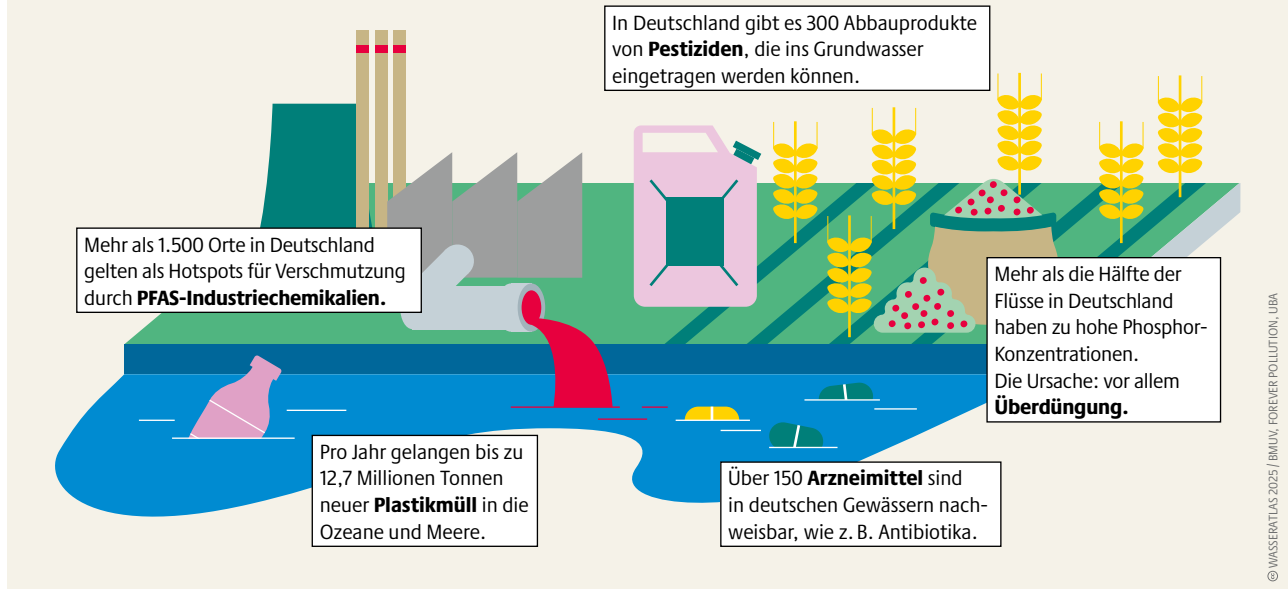 In Deutschland gibt es 300 Abbauprodukte
von Pestiziden, die ins Grundwasser
eingetragen werden können.
Mehr als 1.500 Orte in Deutschland
gelten als Hotspots für Verschmutzung
durch PFAS-Industriechemikalien.
Mehr als die Hälfte der
Flüsse in Deutschland
haben zu hohe Phosphor-
Konzentrationen.
Die Ursache: vor allem
Überdüngung.
Pro Jahr gelangen bis zu
12,7 Millionen Tonnen
neuer Plastikmüll in die
Ozeane und Meere.
Über 150 Arzneimittel sind
in deutschen Gewässern nach-
weisbar, wie z. B. Antibiotika.
© WASSERATLAS 2025 / BMUV, FOREVER POLLUTION, UBA